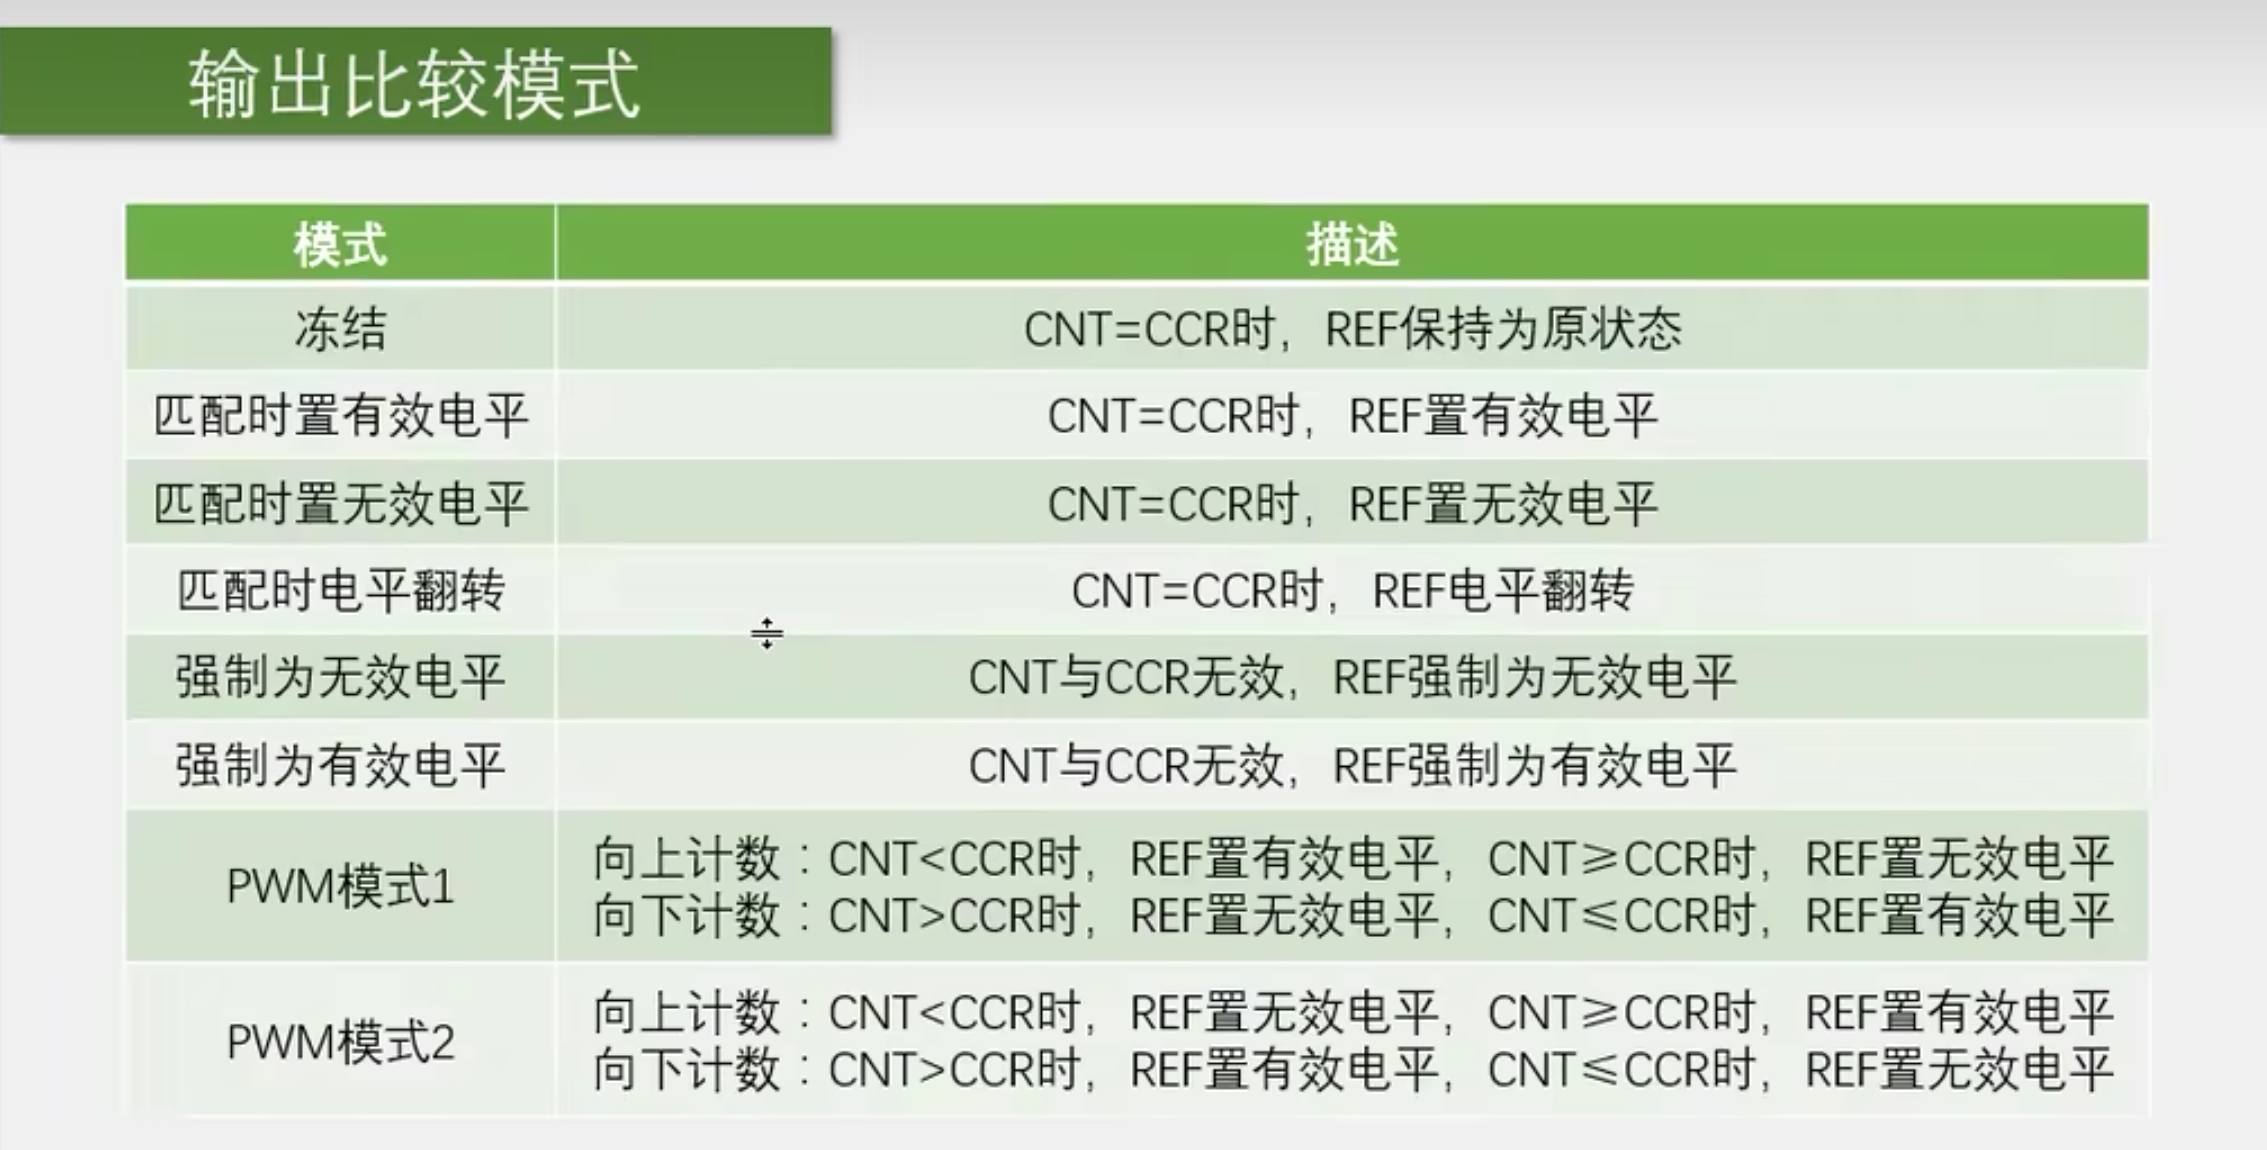 输出比较模式
模式 描述
冻结 CNT=CCR时，REF保持为原状态
匹配时置有效电平 CNT=CCR时，REF置有效电平
匹配时置无效电平 CNT=CCR时，REF置无效电平
匹配时电平翻转 CNT=CCR时，REF电平翻转
强制为无效电平 CNT与CCR无效，REF强制为无效电平
强制为有效电平 CNT与CCR无效，REF强制为有效电平
PWM模式1
向上计数：CNT<CCR时，REF置有效电平，CNT≥CCR时，REF置无效电平
向下计数：CNT>CCR时，REF置无效电平，CNT≤CCR时，REF置有效电平
PWM模式2
向上计数：CNT<CCR时，REF置无效电平，CNT≥CCR时，REF置有效电平
向下计数：CNT>CCR时，REF置有效电平，CNT≤CCR时，REF置无效电平